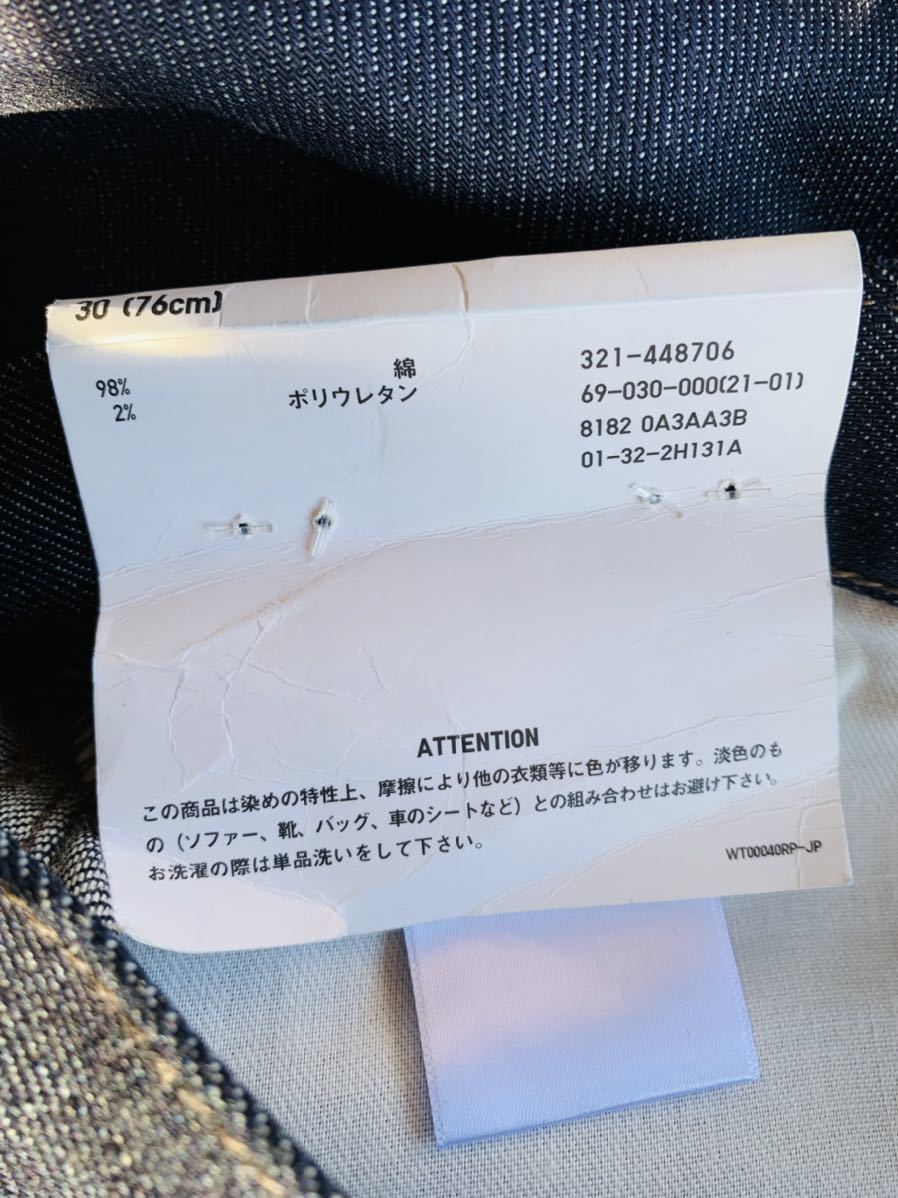 30 (76cm)
98% 綿
2% ポリウレタン
321-448706
69-030-000(21-01)
8182 0A3AA3B
01-32-2H131A
ATTENTION
この商品は染めの特性上、摩擦により他の衣類等に色が移ります。淡色のも
の（ソファー、靴、バッグ、車のシートなど）との組み合わせはお避け下さい。
お洗濯の際は単品洗いをして下さい。
WT00040RP-JP